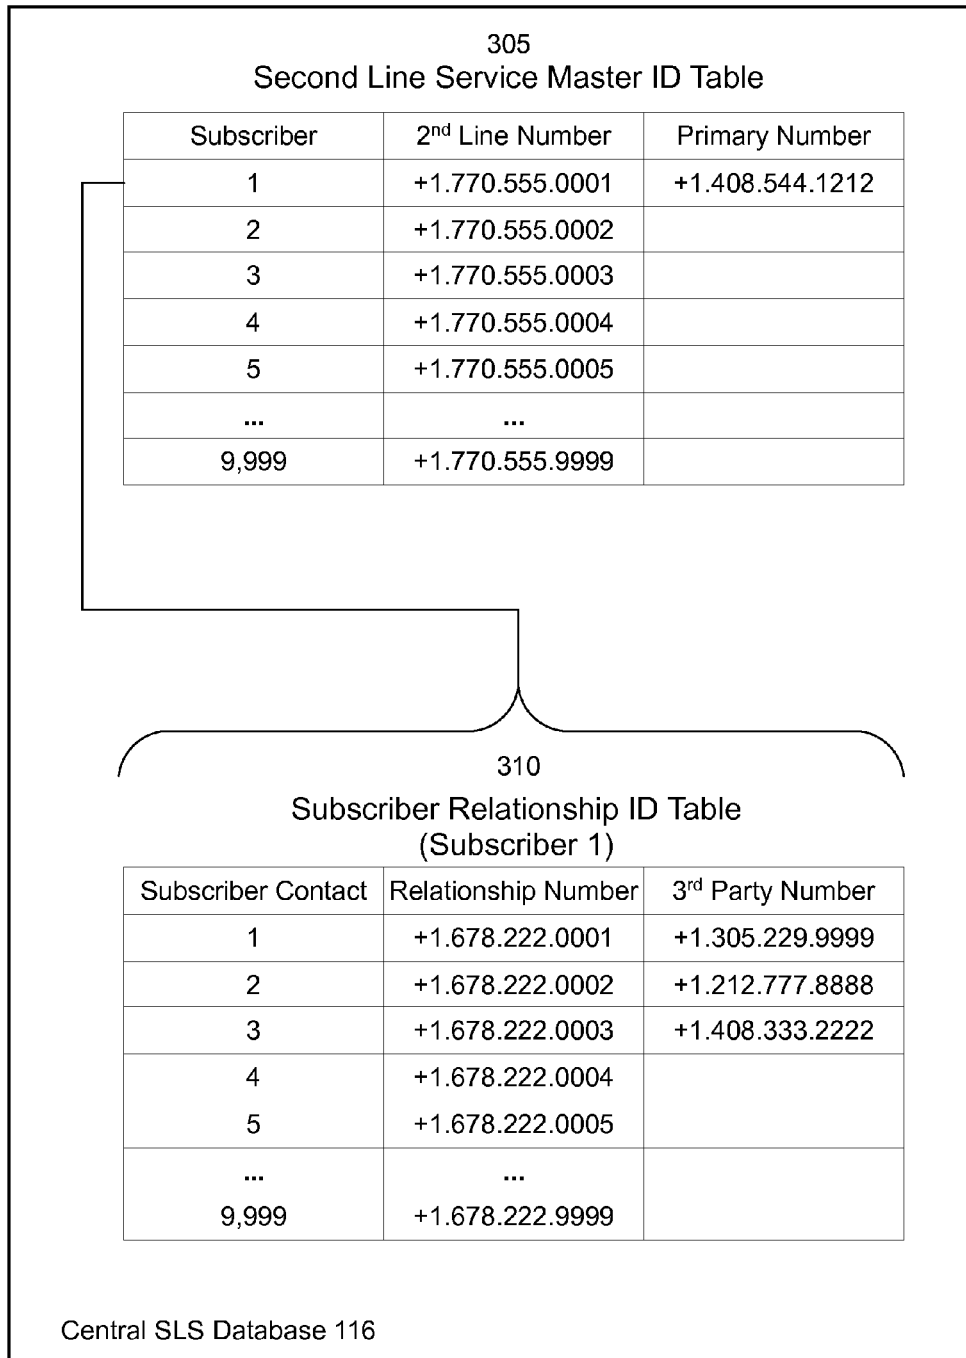 305
Second Line Service Master ID Table
Subscriber 2nd Line Number Primary Number
1 +1.770.555.0001 +1.408.544.1212
2 +1.770.555.0002
3 +1.770.555.0003
4 +1.770.555.0004
5 +1.770.555.0005
... ...
9,999 +1.770.555.9999
310
Subscriber Relationship ID Table
(Subscriber 1)
Subscriber Contact Relationship Number 3rd Party Number
1 +1.678.222.0001 +1.305.229.9999
2 +1.678.222.0002 +1.212.777.8888
3 +1.678.222.0003 +1.408.333.2222
4 +1.678.222.0004
5 +1.678.222.0005
... ...
9,999 +1.678.222.9999
Central SLS Database 116